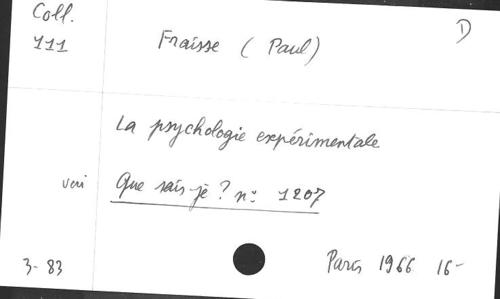 Coll.
111
Fraisse (Paul)
D
La psychologie expérimentale
voir Que sais-je? n° 1207
3-83
Paris 1966 16-